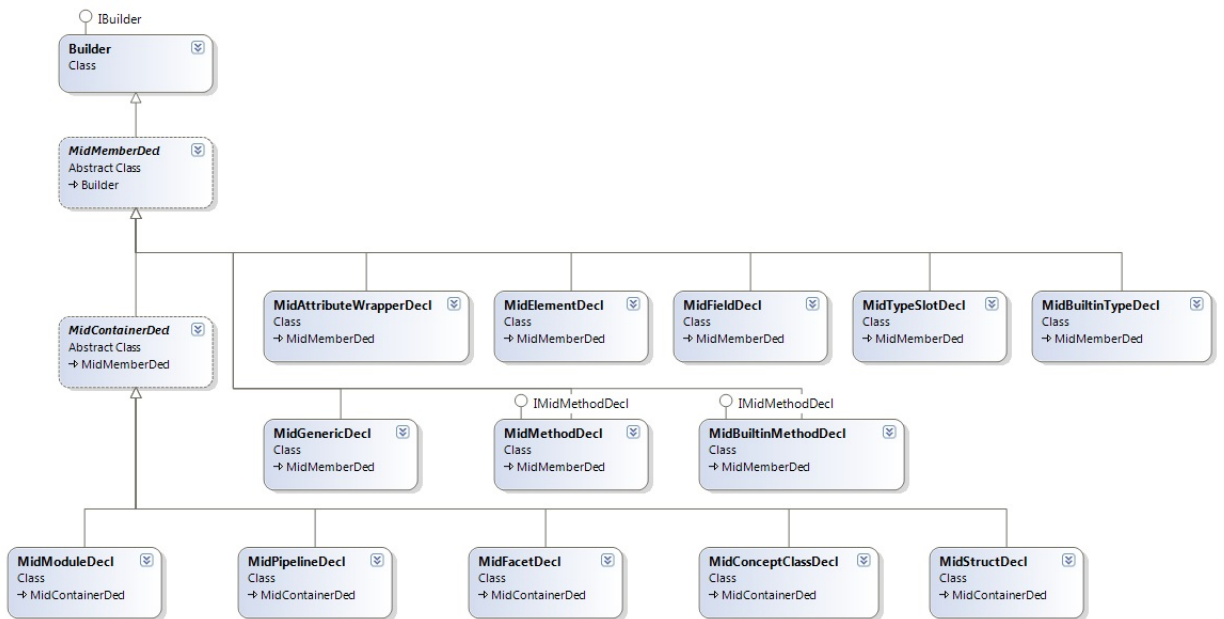 IBuilder
Builder
Class
MidMemberDecl
Abstract Class
Builder
MidAttributeWrapperDecl
Class
MidMemberDecl
MidElementDecl
Class
MidMemberDecl
MidFieldDecl
Class
MidMemberDecl
MidTypeSlotDecl
Class
MidMemberDecl
MidBuiltinTypeDecl
Class
MidMemberDecl
MidContainerDecl
Abstract Class
MidMemberDecl
MidGenericDecl
Class
MidMemberDecl
IMidMethodDecl
MidMethodDecl
Class
MidMemberDecl
IMidMethodDecl
MidBuiltinMethodDecl
Class
MidMemberDecl
MidModuleDecl
Class
MidContainerDecl
MidPipelineDecl
Class
MidContainerDecl
MidFacetDecl
Class
MidContainerDecl
MidConceptClassDecl
Class
MidContainerDecl
MidStructDecl
Class
MidContainerDecl